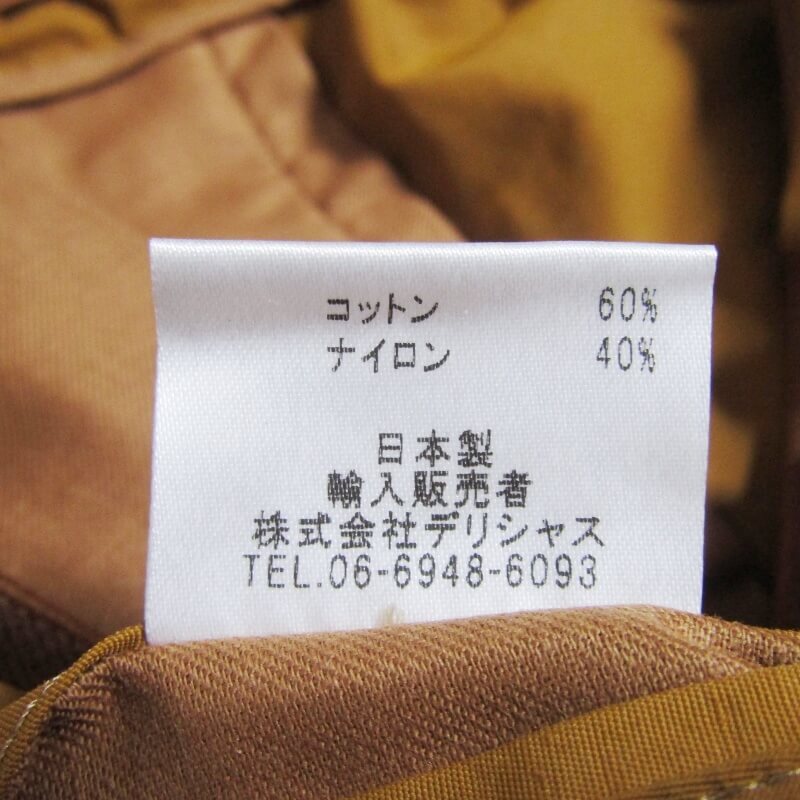 コットン 60%
ナイロン 40%
日本製
輸入販売者
株式会社デリシャス
TEL.06-6948-6093